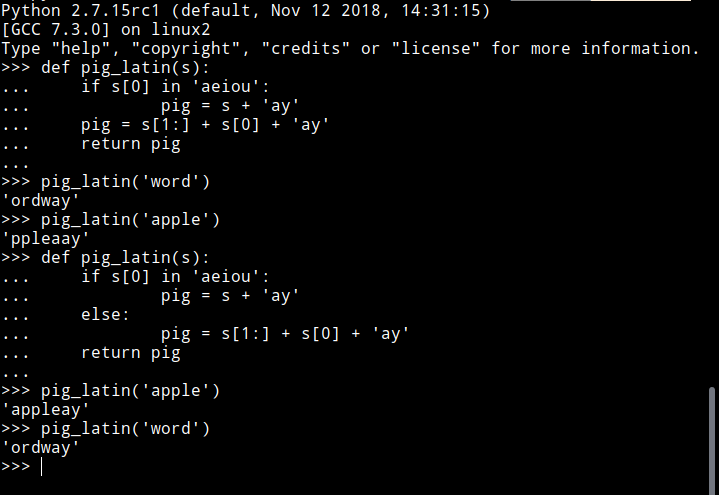 Python 2.7.15rc1 (default, Nov 12 2018, 14:31:15)
[GCC 7.3.0] on linux2
Type "help", "copyright", "credits" or "license" for more information.
>>> def pig_latin(s):
...     if s[0] in 'aeiou':
...             pig = s + 'ay'
...     pig = s[1:] + s[0] + 'ay'
...     return pig
...
>>> pig_latin('word')
'ordway'
>>> pig_latin('apple')
'ppleaay'
>>> def pig_latin(s):
...     if s[0] in 'aeiou':
...             pig = s + 'ay'
...     else:
...             pig = s[1:] + s[0] + 'ay'
...     return pig
...
>>> pig_latin('apple')
'appleay'
>>> pig_latin('word')
'ordway'
>>>